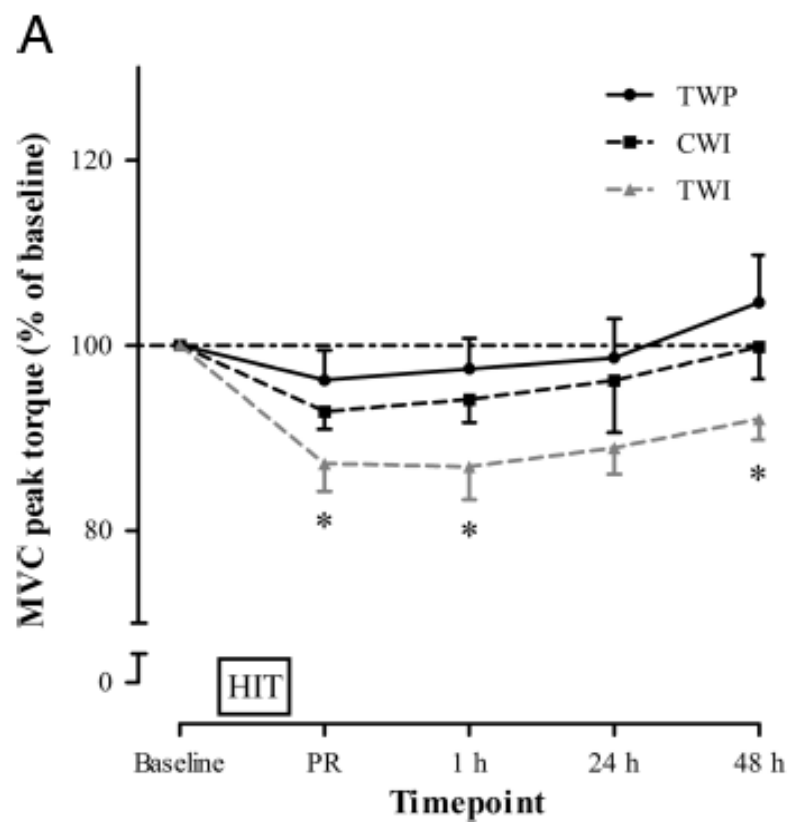 A
TWP
CWI
TWI
MVC peak torque (% of baseline)
120
100
80
0
*
*
*
HIT
Baseline PR 1 h 24 h 48 h
Timepoint